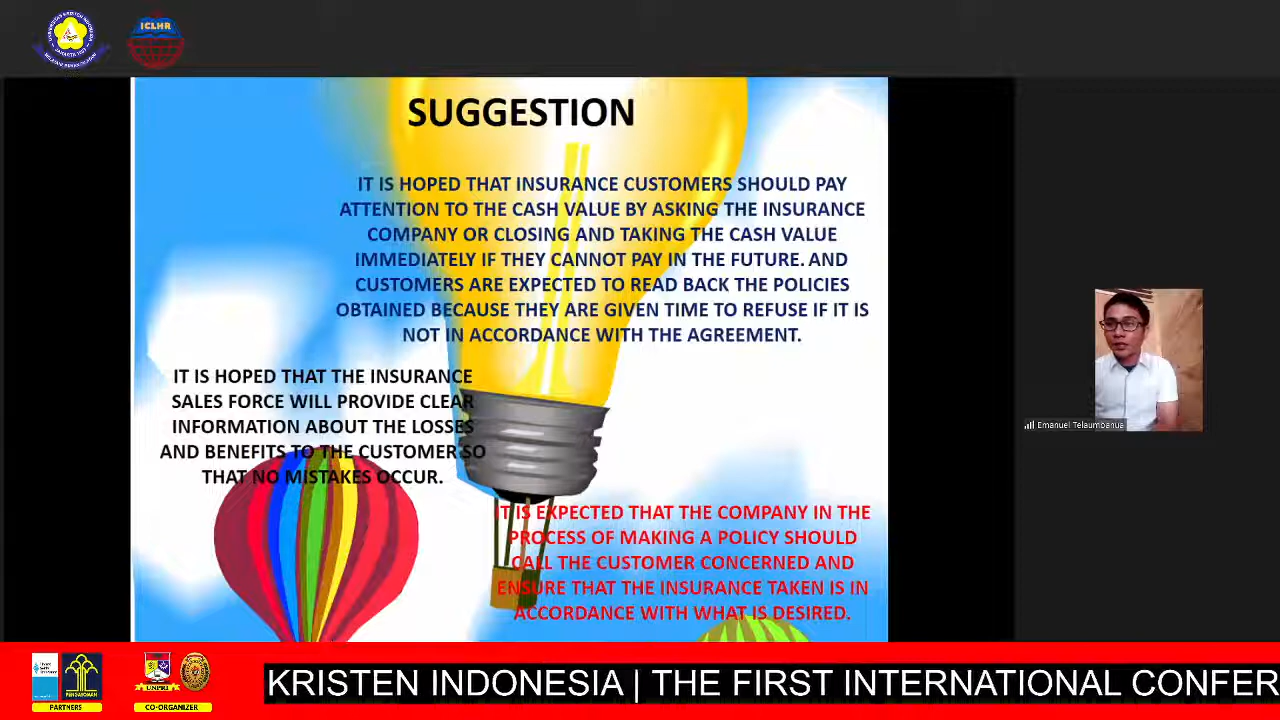 ICLHR
SUGGESTION
IT IS HOPED THAT INSURANCE CUSTOMERS SHOULD PAY
ATTENTION TO THE CASH VALUE BY ASKING THE INSURANCE
COMPANY OR CLOSING AND TAKING THE CASH VALUE
IMMEDIATELY IF THEY CANNOT PAY IN THE FUTURE. AND
CUSTOMERS ARE EXPECTED TO READ BACK THE POLICIES
OBTAINED BECAUSE THEY ARE GIVEN TIME TO REFUSE IF IT IS
NOT IN ACCORDANCE WITH THE AGREEMENT.
IT IS HOPED THAT THE INSURANCE
SALES FORCE WILL PROVIDE CLEAR
INFORMATION ABOUT THE LOSSES
AND BENEFITS TO THE CUSTOMER SO
THAT NO MISTAKES OCCUR.
IT IS EXPECTED THAT THE COMPANY IN THE
PROCESS OF MAKING A POLICY SHOULD
CALL THE CUSTOMER CONCERNED AND
ENSURE THAT THE INSURANCE TAKEN IS IN
ACCORDANCE WITH WHAT IS DESIRED.
Emanuel Telaumbanua
PENGAYOMAN
PARTNERS
UNPRI
CO-ORGANIZER
KRISTEN INDONESIA | THE FIRST INTERNATIONAL CONFER